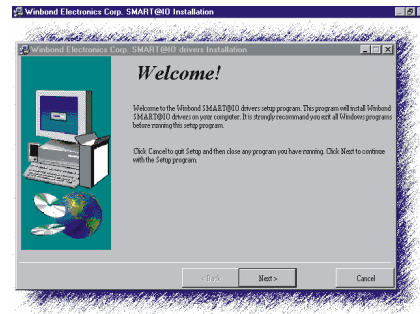 Winbond Electronics Corp. SMART@IO Installation
Winbond Electronics Corp. SMART@IO drivers Installation
Welcome!
Welcome to the Winbond SMART@IO drivers setup program. This program will install Winbond
SMART@IO drivers on your computer. It is strongly recommand you exit all Windows programs
before running this setup program.
Click Cancel to quit Setup and then close any program you have running. Click Next to continue
with the Setup program.
< Back
Next >
Cancel